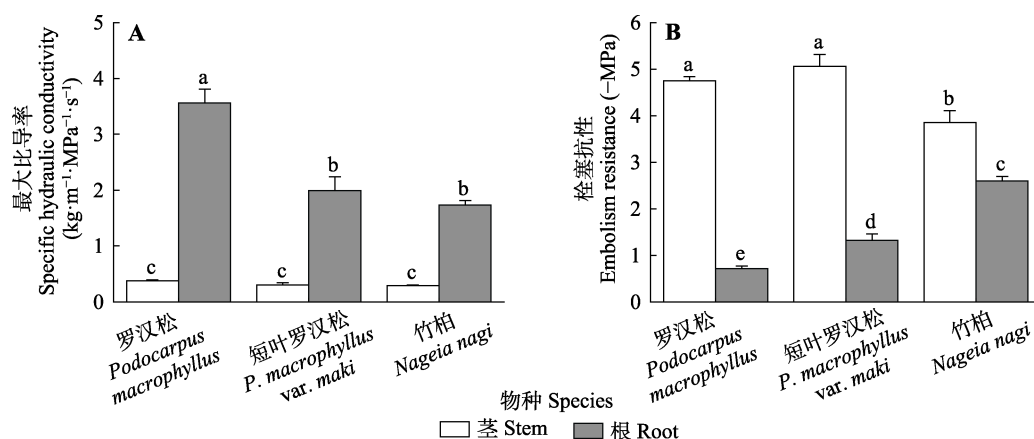 A
最大比导率
Specific hydraulic conductivity
(kg·m⁻¹·MPa⁻¹·s⁻¹)
5
4
3
2
1
0
a
b
b
c
c
c
罗汉松
Podocarpus
macrophyllus
短叶罗汉松
P. macrophyllus
var. maki
竹柏
Nageia nagi
B
栓塞抗性
Embolism resistance (−MPa)
6
5
4
3
2
1
0
a
a
b
c
d
e
罗汉松
Podocarpus
macrophyllus
短叶罗汉松
P. macrophyllus
var. maki
竹柏
Nageia nagi
物种 Species
茎 Stem 根 Root